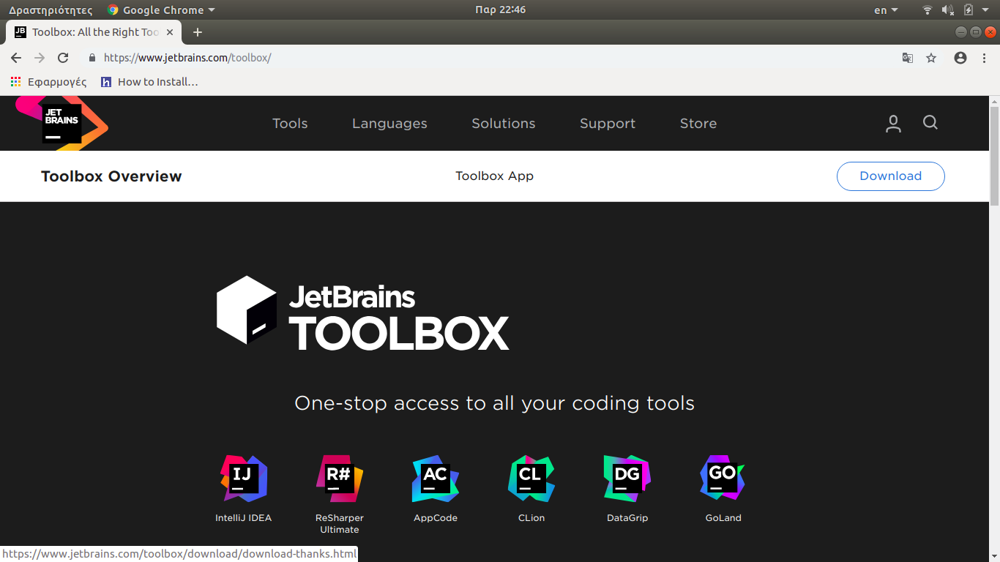 Δραστηριότητες Google Chrome Παρ 22:46 en
JB Toolbox: All the Right Too
https://www.jetbrains.com/toolbox/
Εφαρμογές How to Install…
JET
BRAINS
Tools Languages Solutions Support Store
Toolbox Overview Toolbox App Download
JetBrains
TOOLBOX
One-stop access to all your coding tools
IJ R# AC CL DG GO
IntelliJ IDEA ReSharper Ultimate AppCode CLion DataGrip GoLand
https://www.jetbrains.com/toolbox/download/download-thanks.html